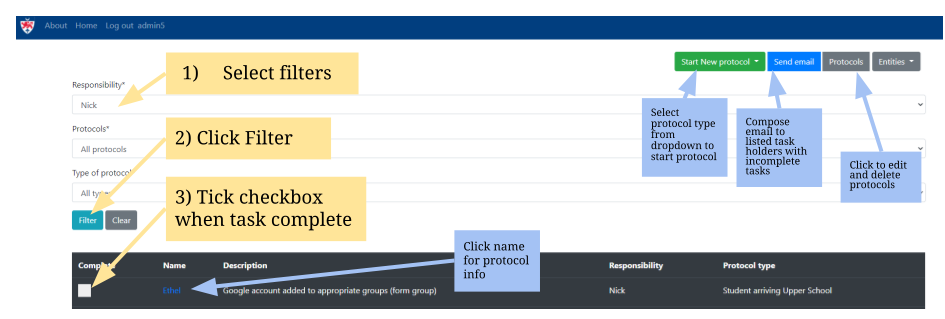 About Home Log out admin5
Start New protocol Send email Protocols Entities
1) Select filters
Responsibility*
Nick
Select
protocol type
from
dropdown to
start protocol
Compose
email to
listed task
holders with
incomplete
tasks
Click to edit
and delete
protocols
Protocols*
2) Click Filter
All protocols
Type of protocol
All types
3) Tick checkbox
when task complete
Filter Clear
Click name
for protocol
info
Complete Name Description Responsibility Protocol type
Ethel Google account added to appropriate groups (form group) Nick Student arriving Upper School